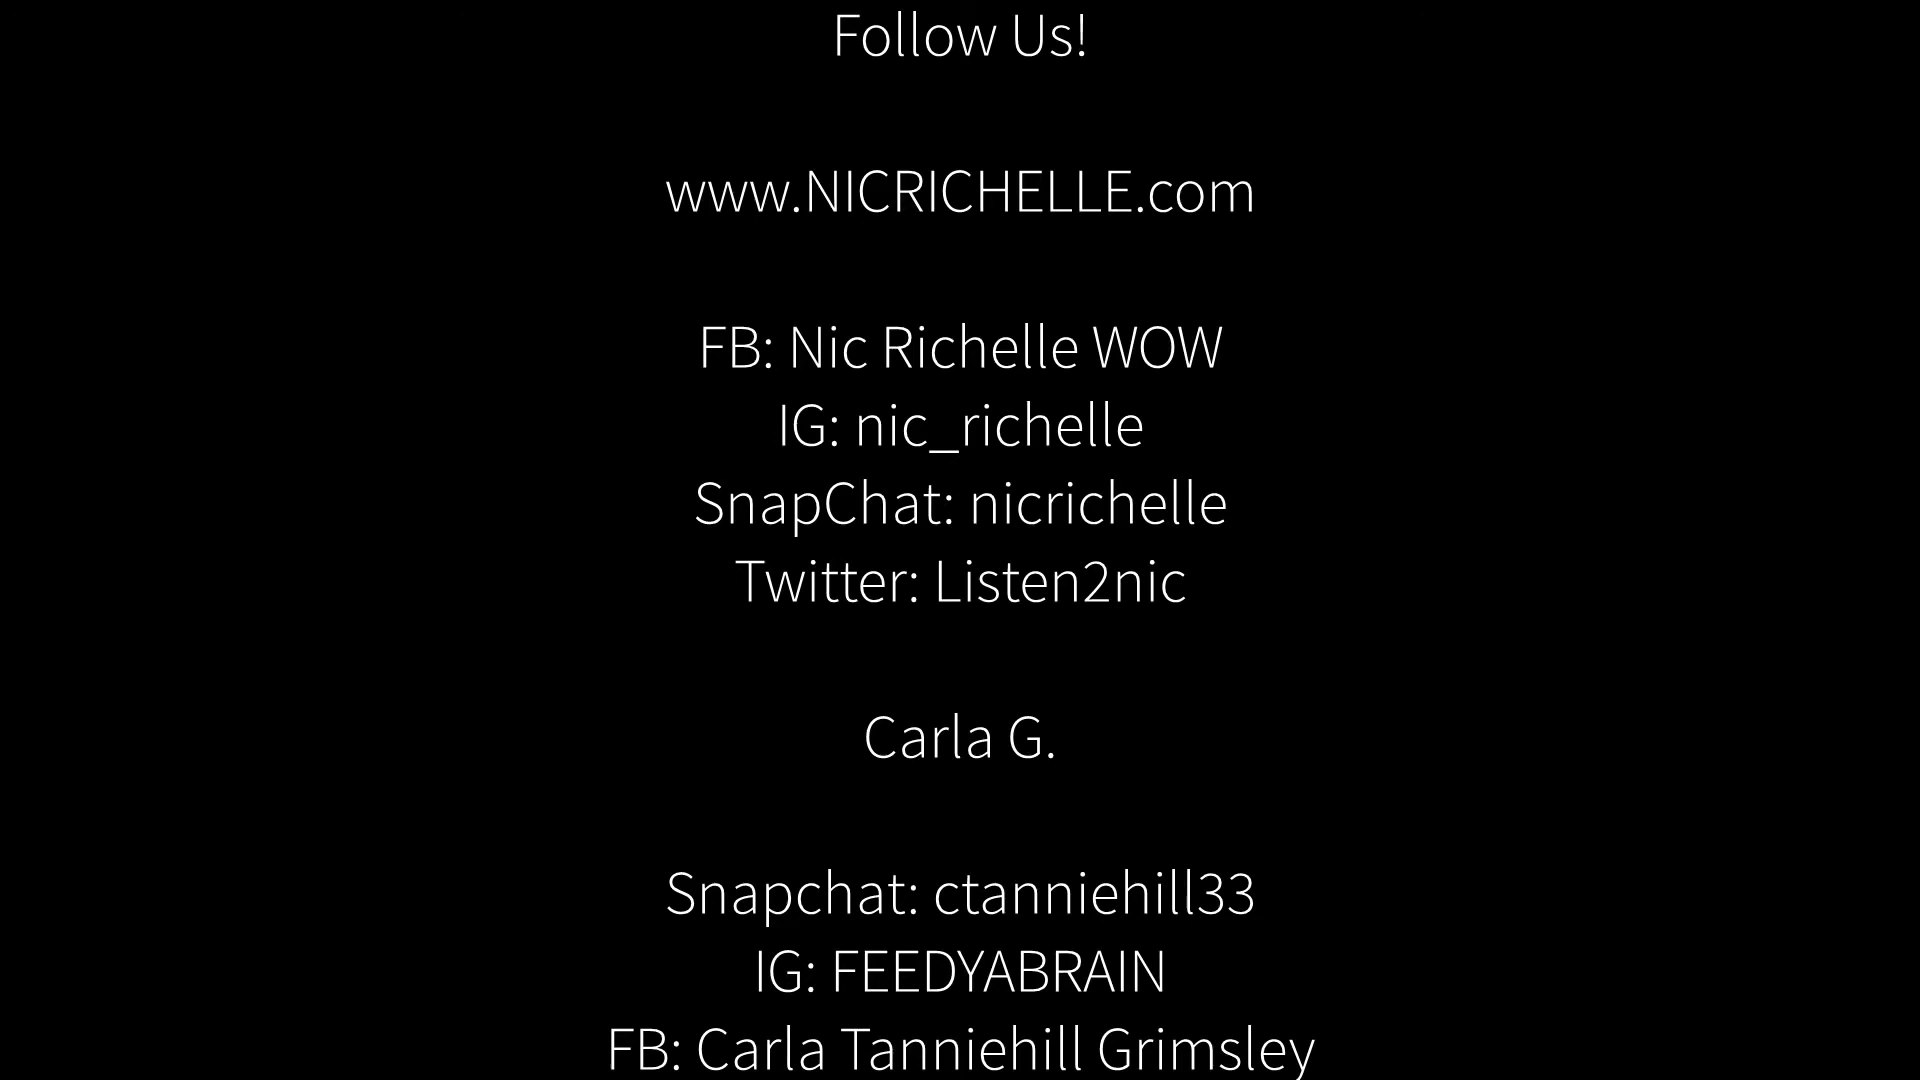 Follow Us!
www.NICRICHELLE.com
FB: Nic Richelle WOW
IG: nic_richelle
SnapChat: nicrichelle
Twitter: Listen2nic
Carla G.
Snapchat: ctanniehill33
IG: FEEDYABRAIN
FB: Carla Tanniehill Grimsley